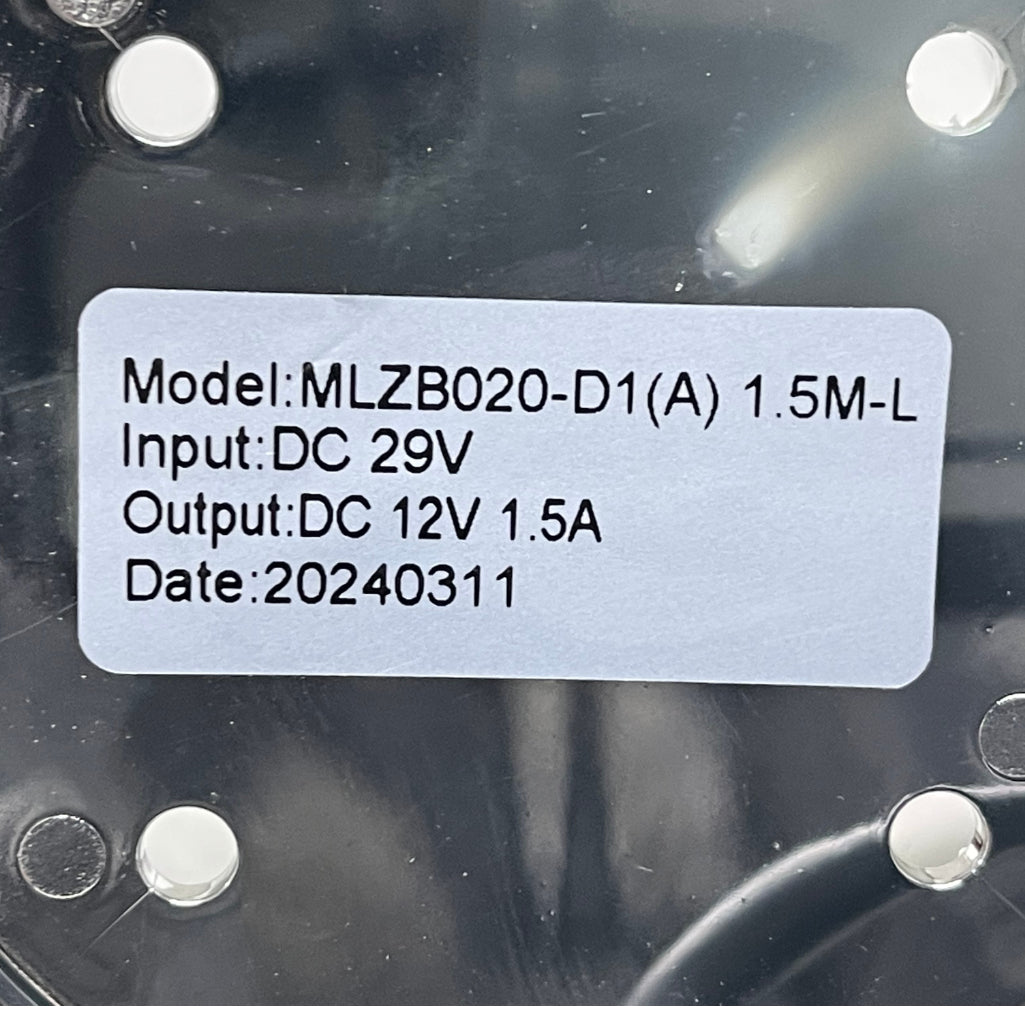 Model:MLZB020-D1(A) 1.5M-L
Input:DC 29V
Output:DC 12V 1.5A
Date:20240311